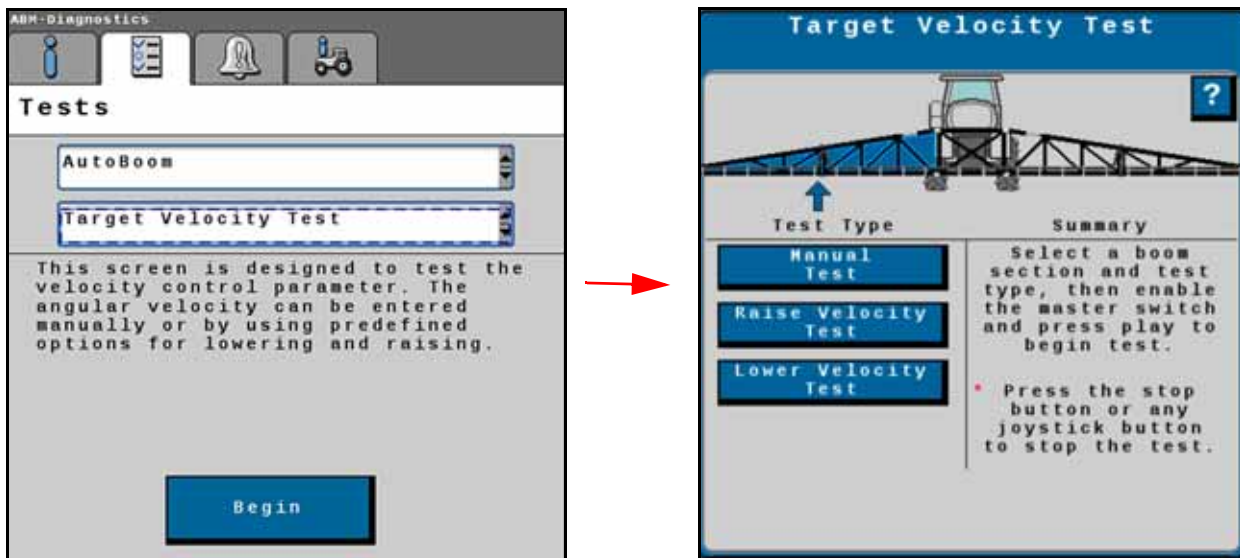 ABM-Diagnostics
Tests
AutoBoom
Target Velocity Test
This screen is designed to test the
velocity control parameter. The
angular velocity can be entered
manually or by using predefined
options for lowering and raising.
Begin
Target Velocity Test
?
Test Type
Manual
Test
Raise Velocity
Test
Lower Velocity
Test
Summary
Select a boom
section and test
type, then enable
the master switch
and press play to
begin test.
* Press the stop
button or any
joystick button
to stop the test.